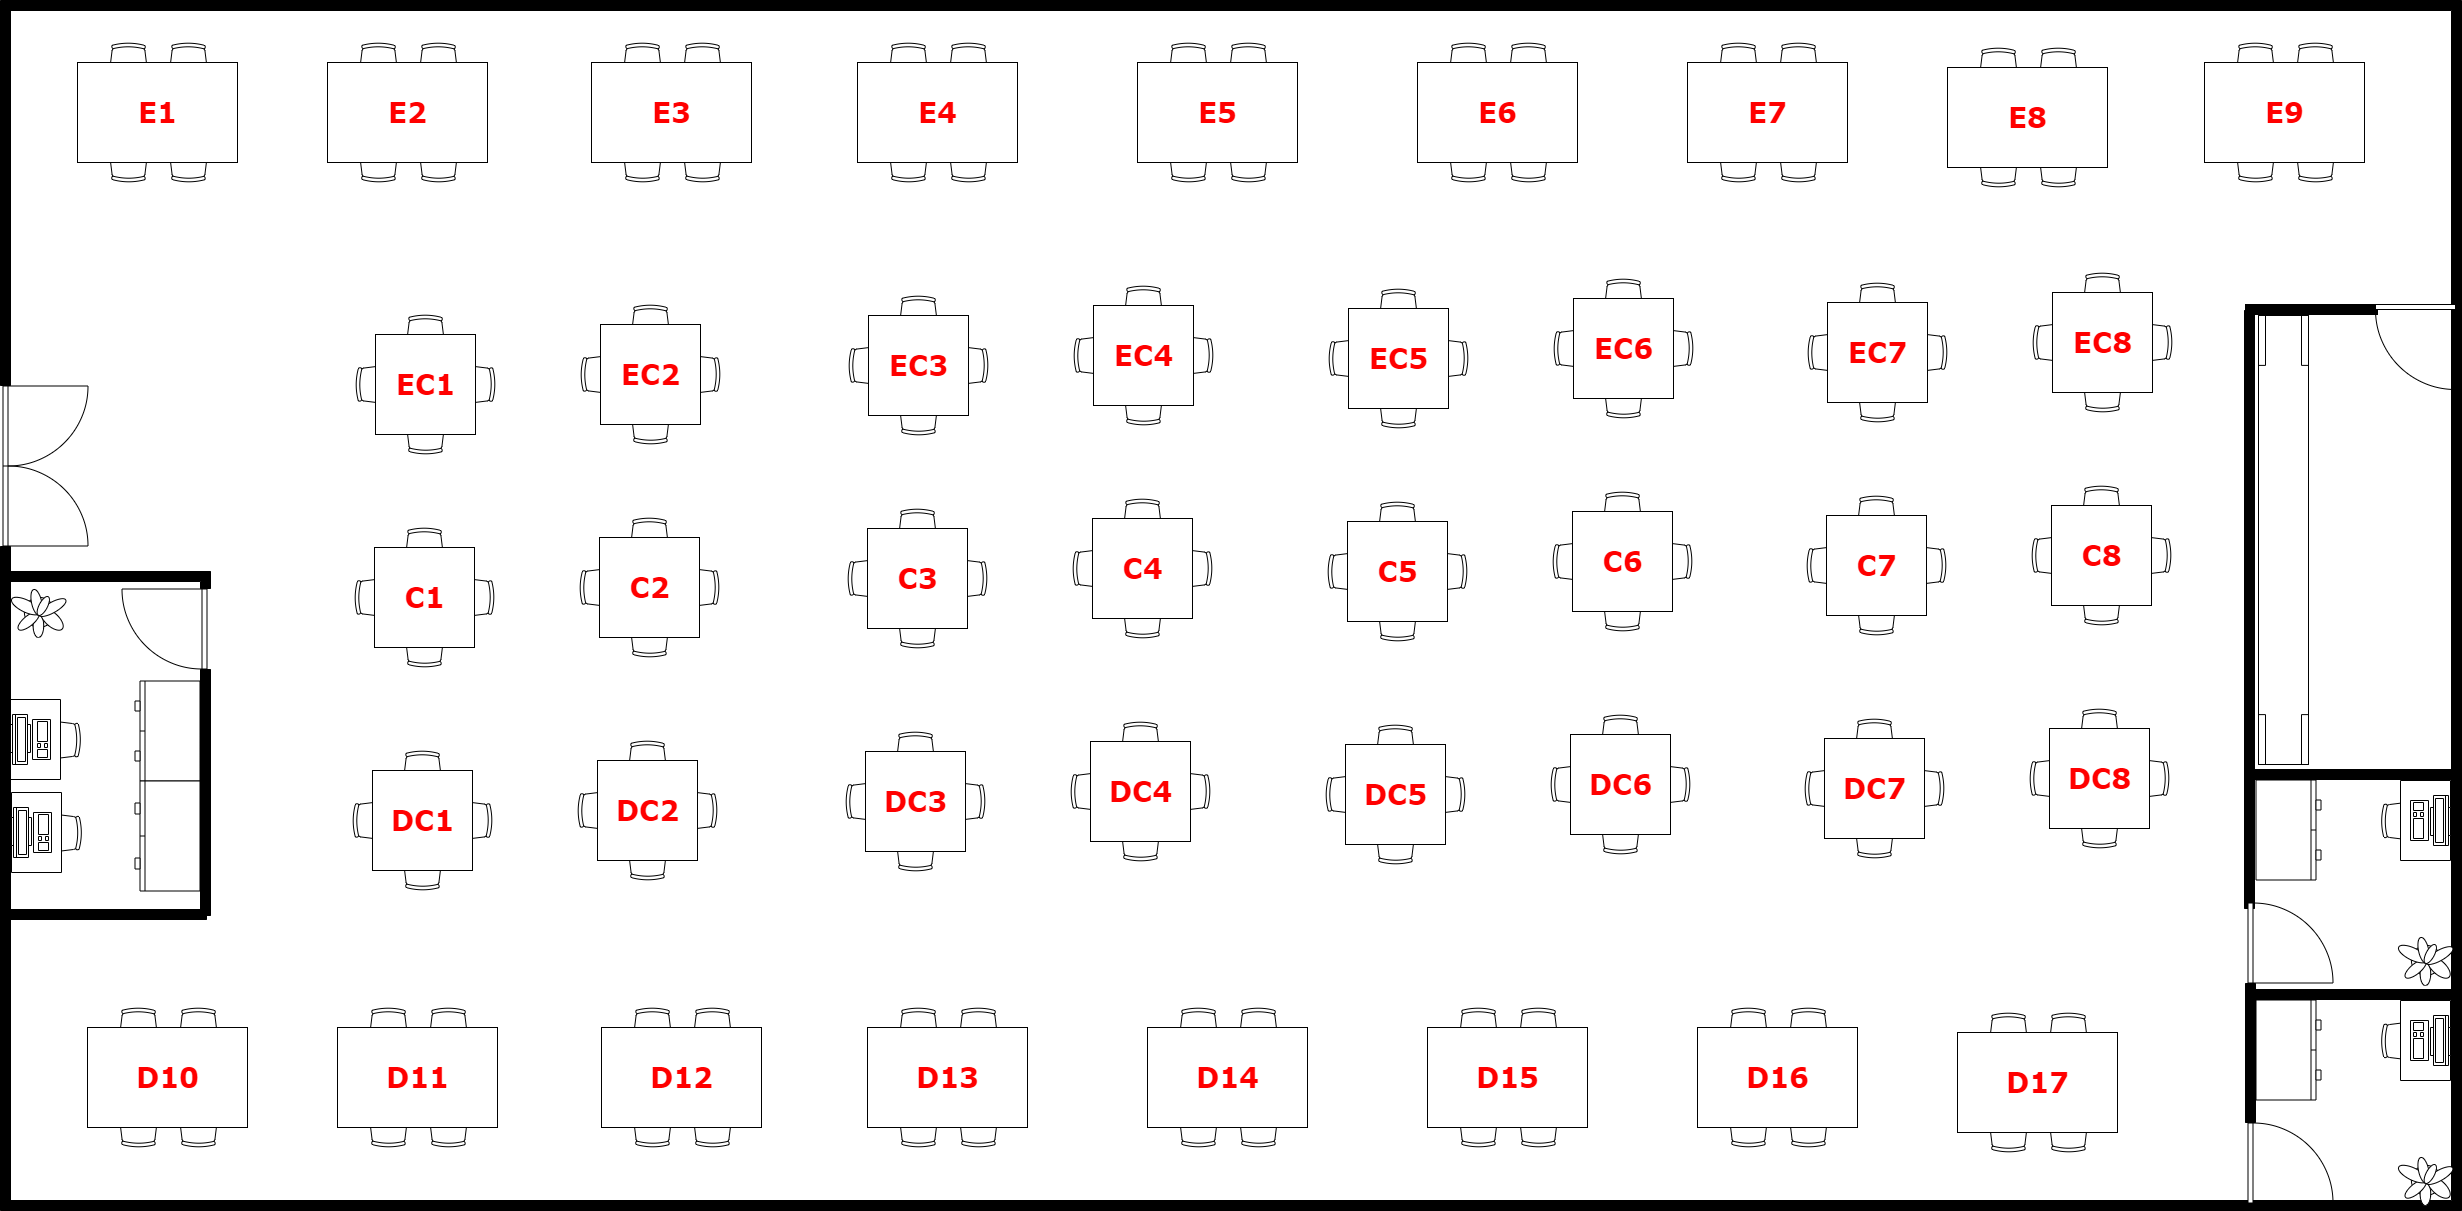 E1 E2 E3 E4 E5 E6 E7 E8 E9
EC1 EC2 EC3 EC4 EC5 EC6 EC7 EC8
C1 C2 C3 C4 C5 C6 C7 C8
DC1 DC2 DC3 DC4 DC5 DC6 DC7 DC8
D10 D11 D12 D13 D14 D15 D16 D17